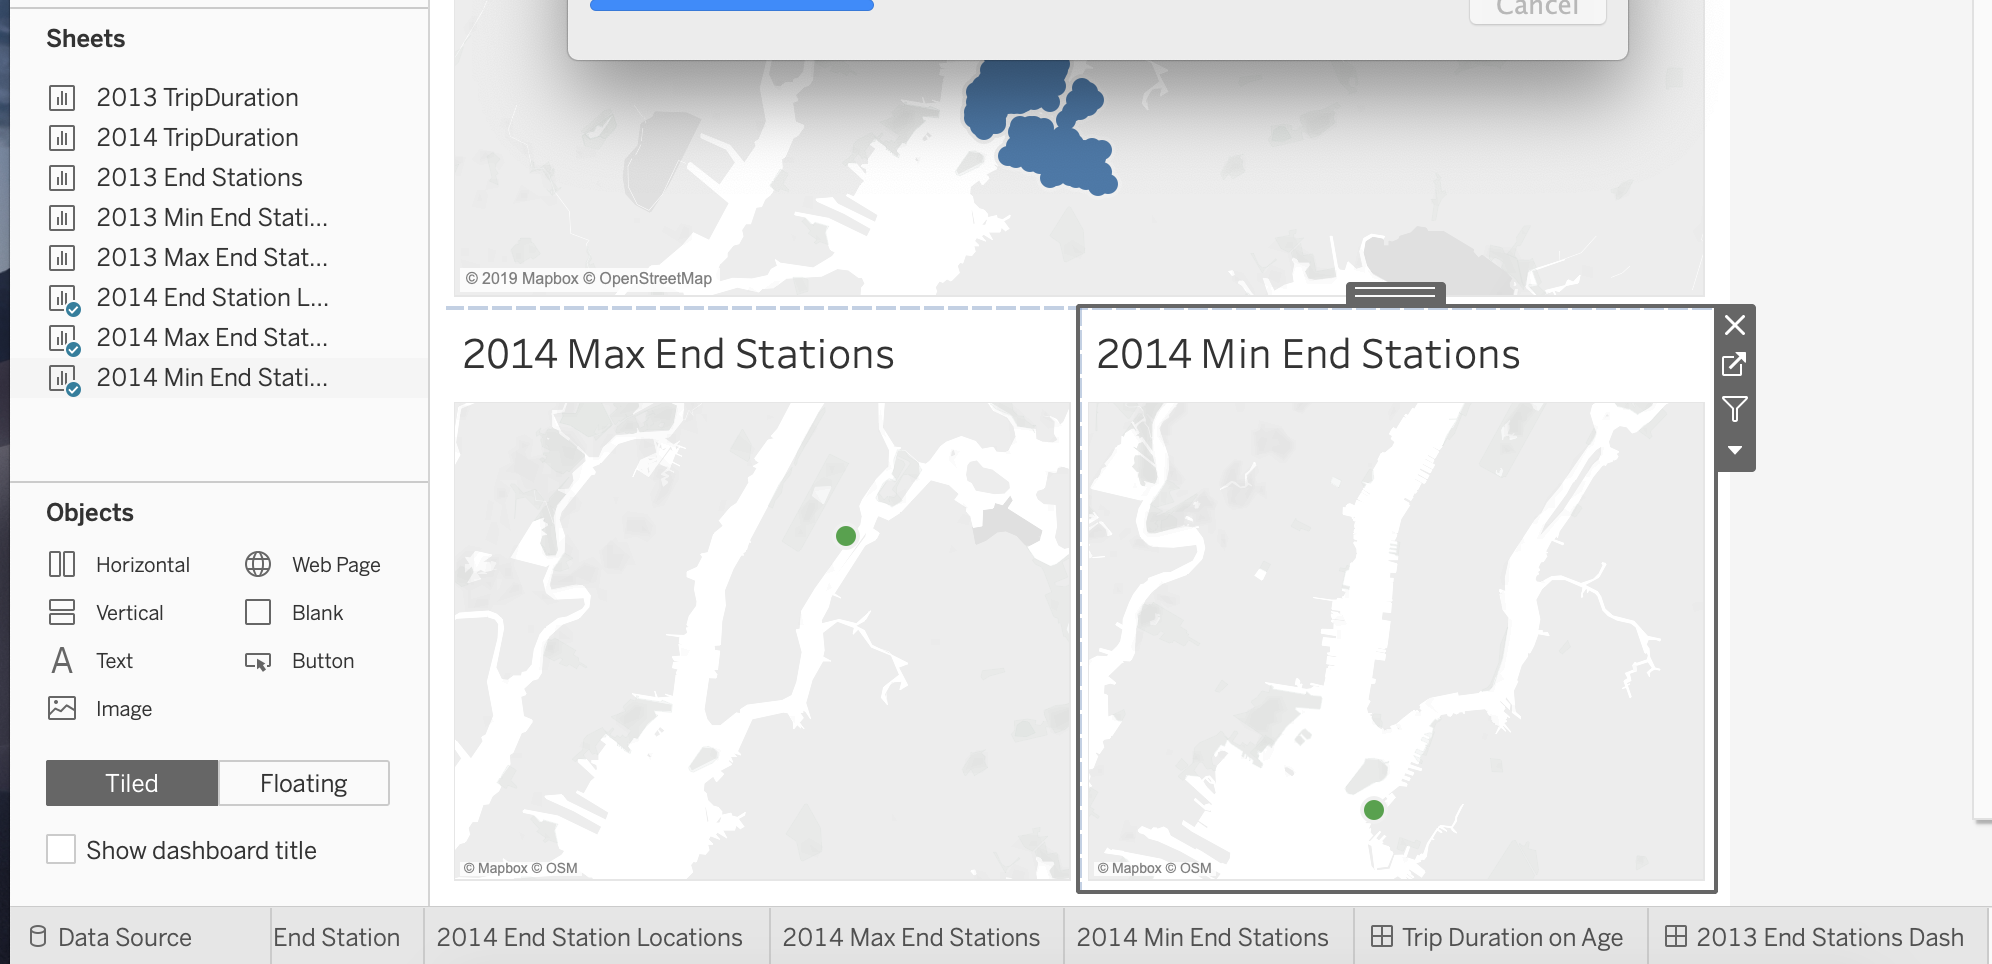 Cancel
Sheets
2013 TripDuration
2014 TripDuration
2013 End Stations
2013 Min End Stati...
2013 Max End Stat...
2014 End Station L...
2014 Max End Stat...
2014 Min End Stati...
© 2019 Mapbox © OpenStreetMap
2014 Max End Stations
2014 Min End Stations
© Mapbox © OSM
© Mapbox © OSM
Objects
Horizontal
Web Page
Vertical
Blank
Text
Button
Image
Tiled
Floating
Show dashboard title
Data Source
End Station
2014 End Station Locations
2014 Max End Stations
2014 Min End Stations
Trip Duration on Age
2013 End Stations Dash